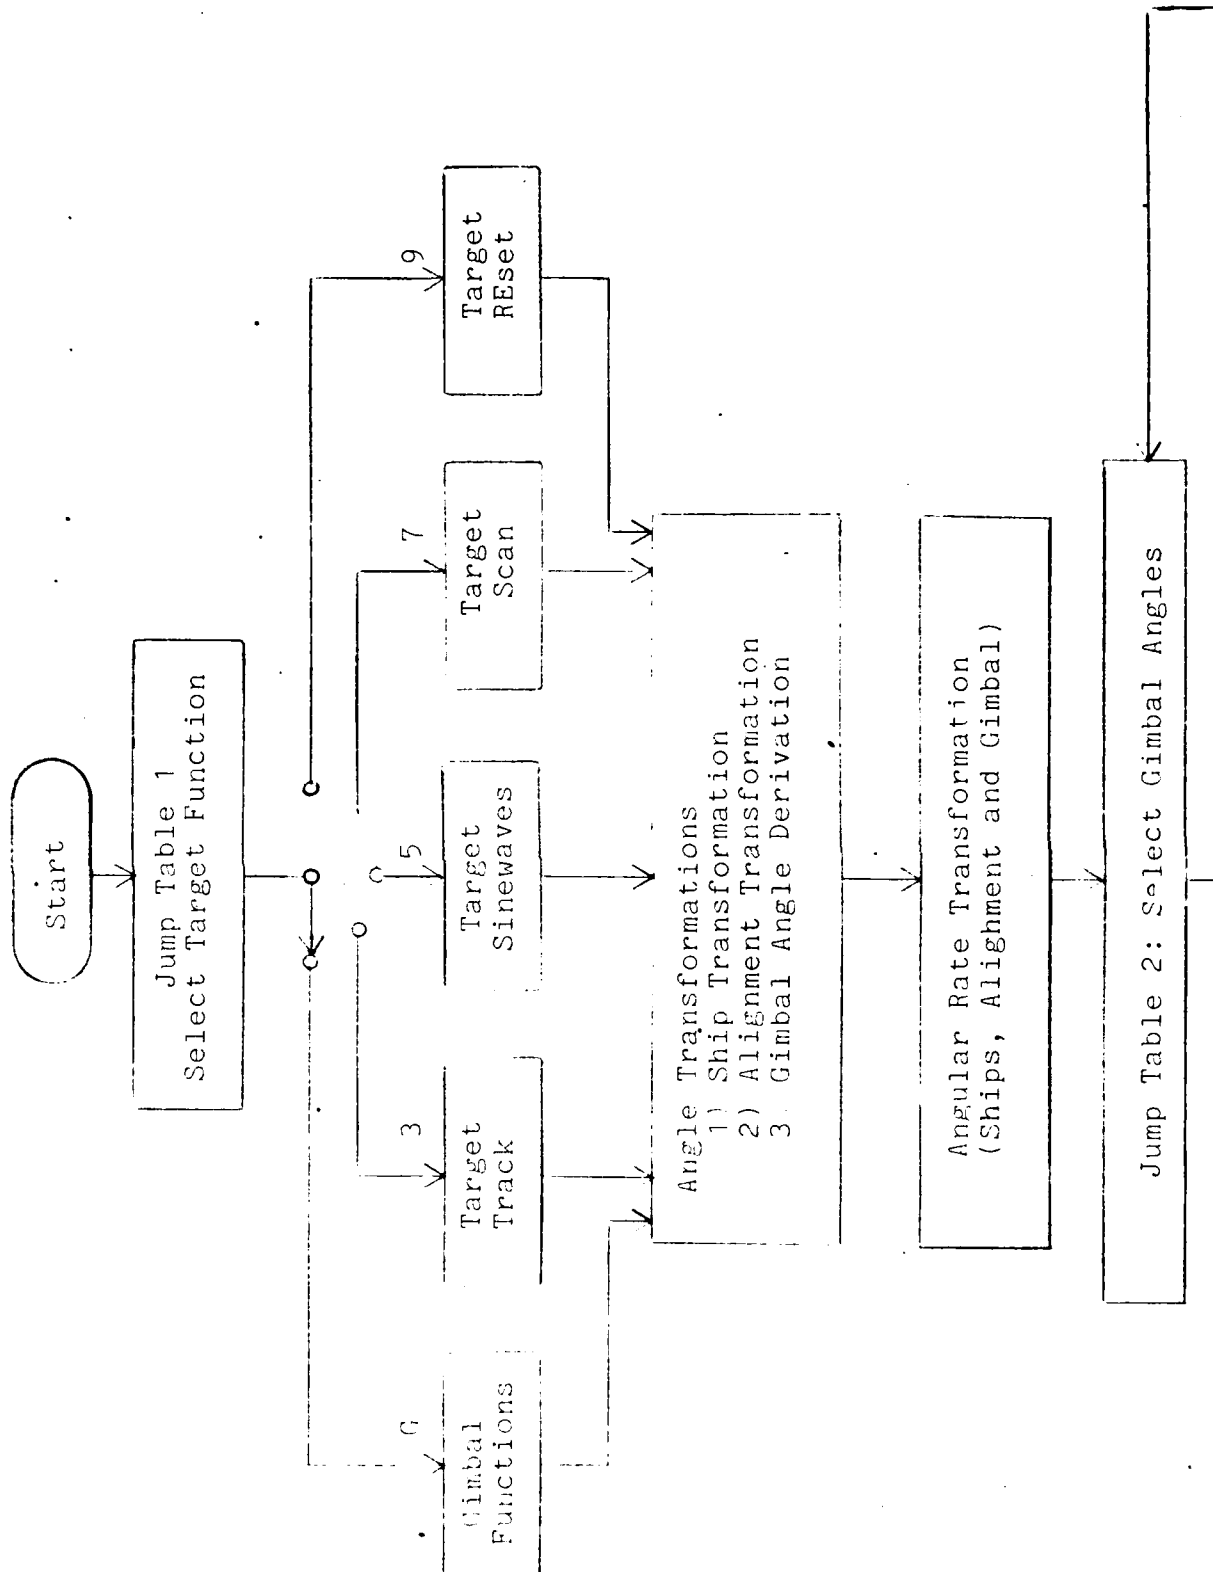 Start
Jump Table 1
Select Target Function
G
3
5
7
9
Gimbal
Functions
Target
Track
Target
Sinewaves
Target
Scan
Target
REset
Angle Transformations
1) Ship Transformation
2) Alignment Transformation
3 Gimbal Angle Derivation
Angular Rate Transformation
(Ships, Alighment and Gimbal)
Jump Table 2: Select Gimbal Angles